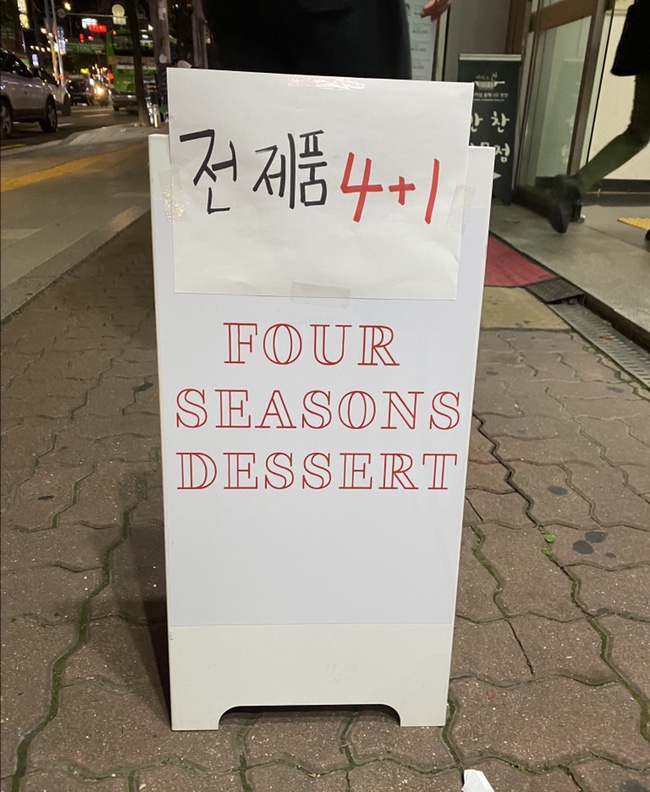 전 제품 4+1
FOUR
SEASONS
DESSERT